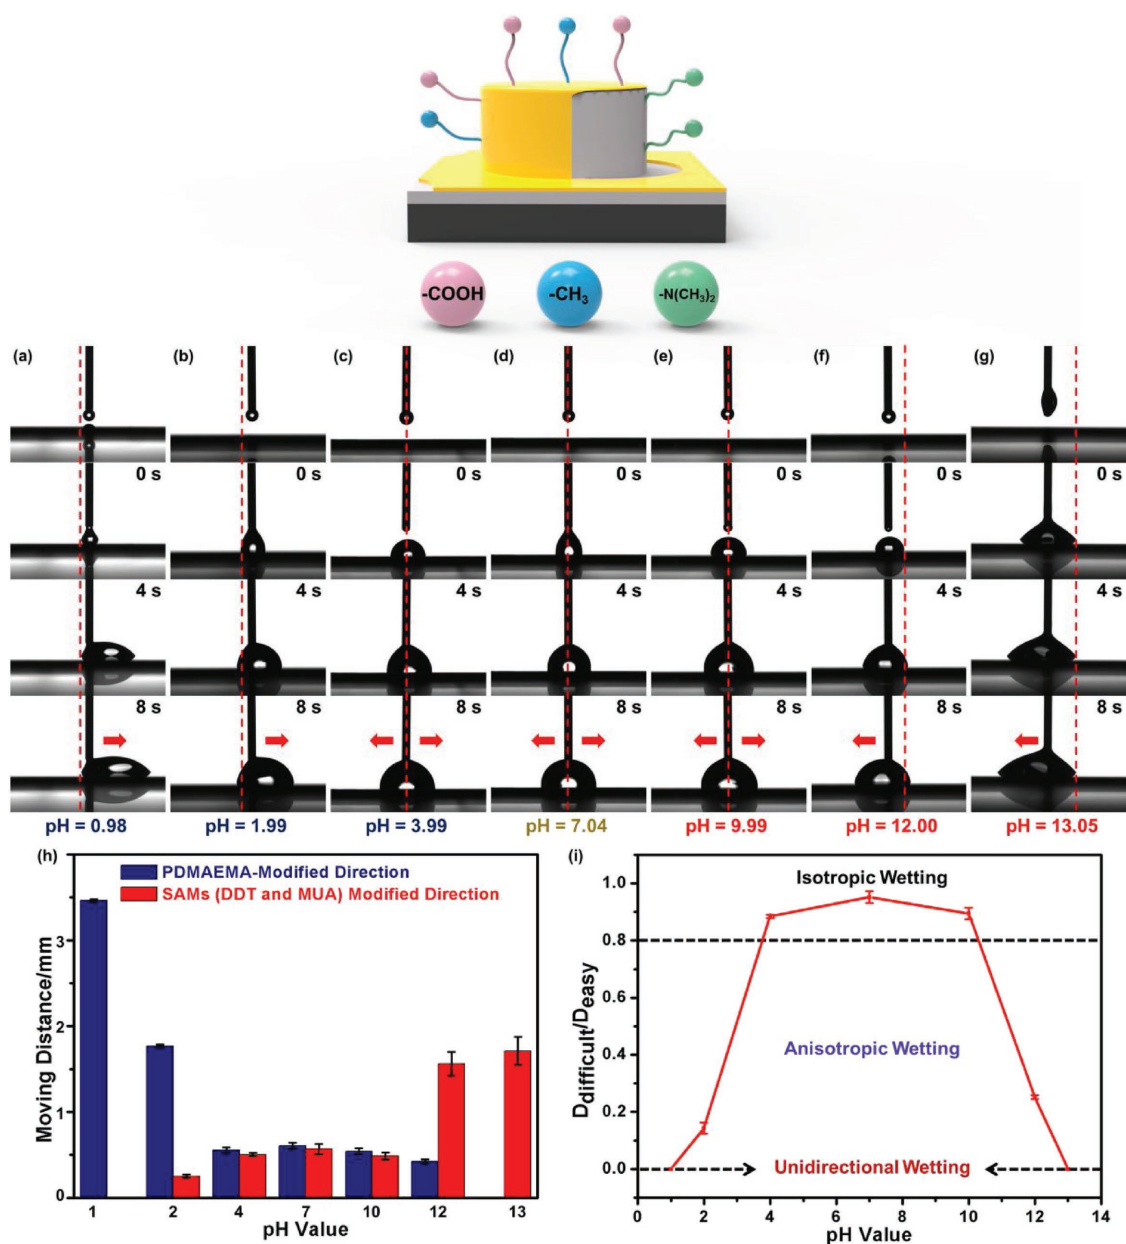 -COOH -CH₃ -N(CH₃)₂
(a) (b) (c) (d) (e) (f) (g)
0 s 0 s 0 s 0 s 0 s 0 s 0 s
4 s 4 s 4 s 4 s 4 s 4 s 4 s
8 s 8 s 8 s 8 s 8 s 8 s 8 s
pH = 0.98 pH = 1.99 pH = 3.99 pH = 7.04 pH = 9.99 pH = 12.00 pH = 13.05
(h)
PDMAEMA-Modified Direction
SAMs (DDT and MUA) Modified Direction
Moving Distance/mm
3
2
1
0
1 2 4 7 10 12 13
pH Value
(i)
Isotropic Wetting
Anisotropic Wetting
Unidirectional Wetting
Ddifficult/Deasy
1.0
0.8
0.6
0.4
0.2
0.0
0 2 4 6 8 10 12 14
pH Value